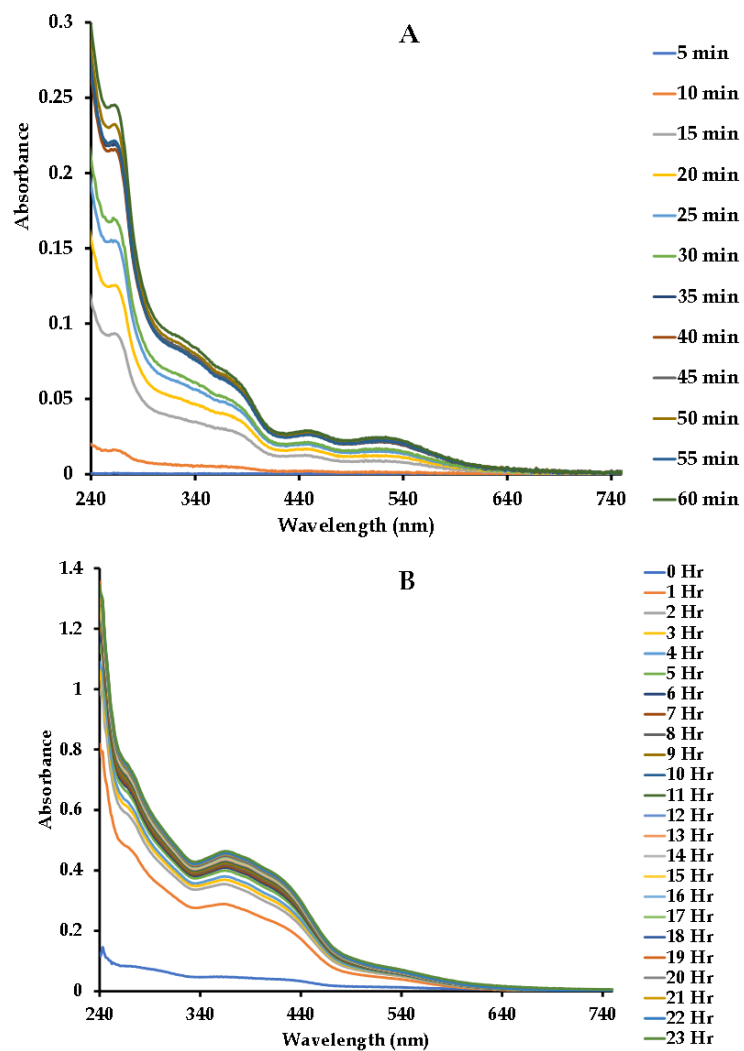 A
0.3
0.25
0.2
0.15
0.1
0.05
0
Absorbance
240 340 440 540 640 740
Wavelength (nm)
5 min
10 min
15 min
20 min
25 min
30 min
35 min
40 min
45 min
50 min
55 min
60 min
B
1.4
1.2
1
0.8
0.6
0.4
0.2
0
Absorbance
240 340 440 540 640 740
Wavelength (nm)
0 Hr
1 Hr
2 Hr
3 Hr
4 Hr
5 Hr
6 Hr
7 Hr
8 Hr
9 Hr
10 Hr
11 Hr
12 Hr
13 Hr
14 Hr
15 Hr
16 Hr
17 Hr
18 Hr
19 Hr
20 Hr
21 Hr
22 Hr
23 Hr